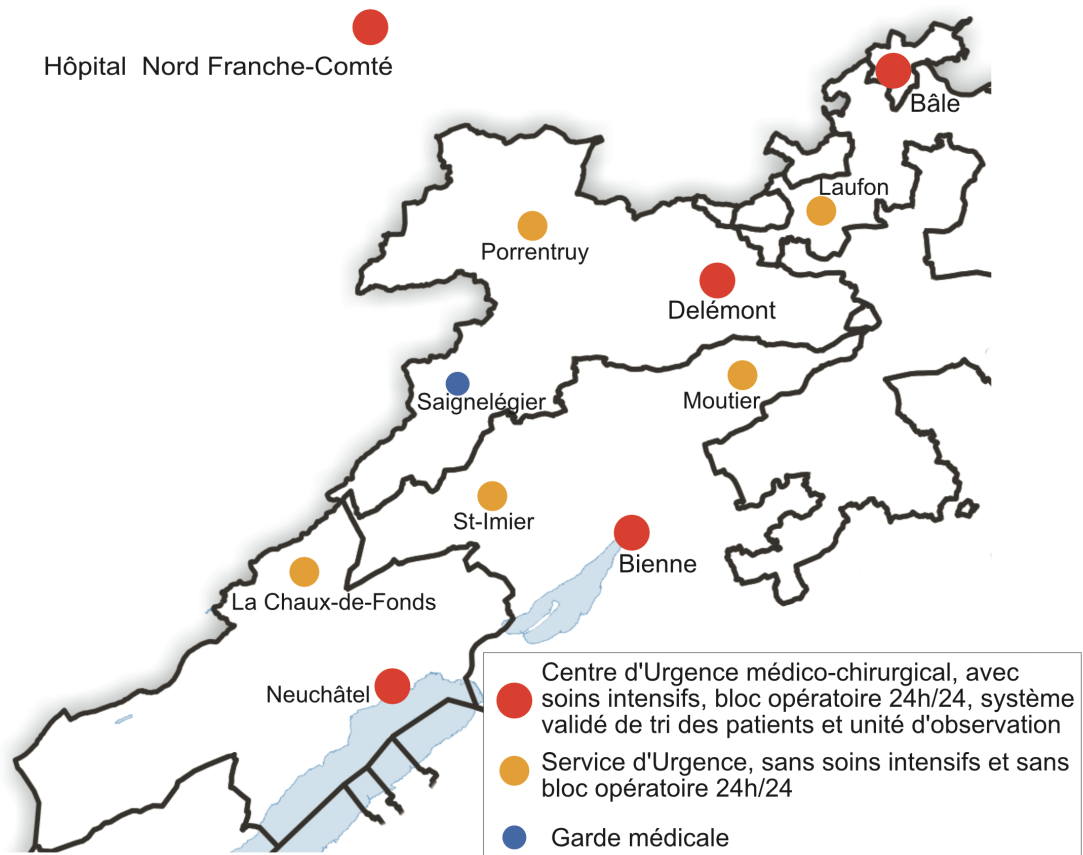 Hôpital Nord Franche-Comté
Bâle
Laufon
Porrentruy
Delémont
Saignelégier
Moutier
St-Imier
Bienne
La Chaux-de-Fonds
Neuchâtel
Centre d'Urgence médico-chirurgical, avec
soins intensifs, bloc opératoire 24h/24, système
validé de tri des patients et unité d'observation
Service d'Urgence, sans soins intensifs et sans
bloc opératoire 24h/24
Garde médicale